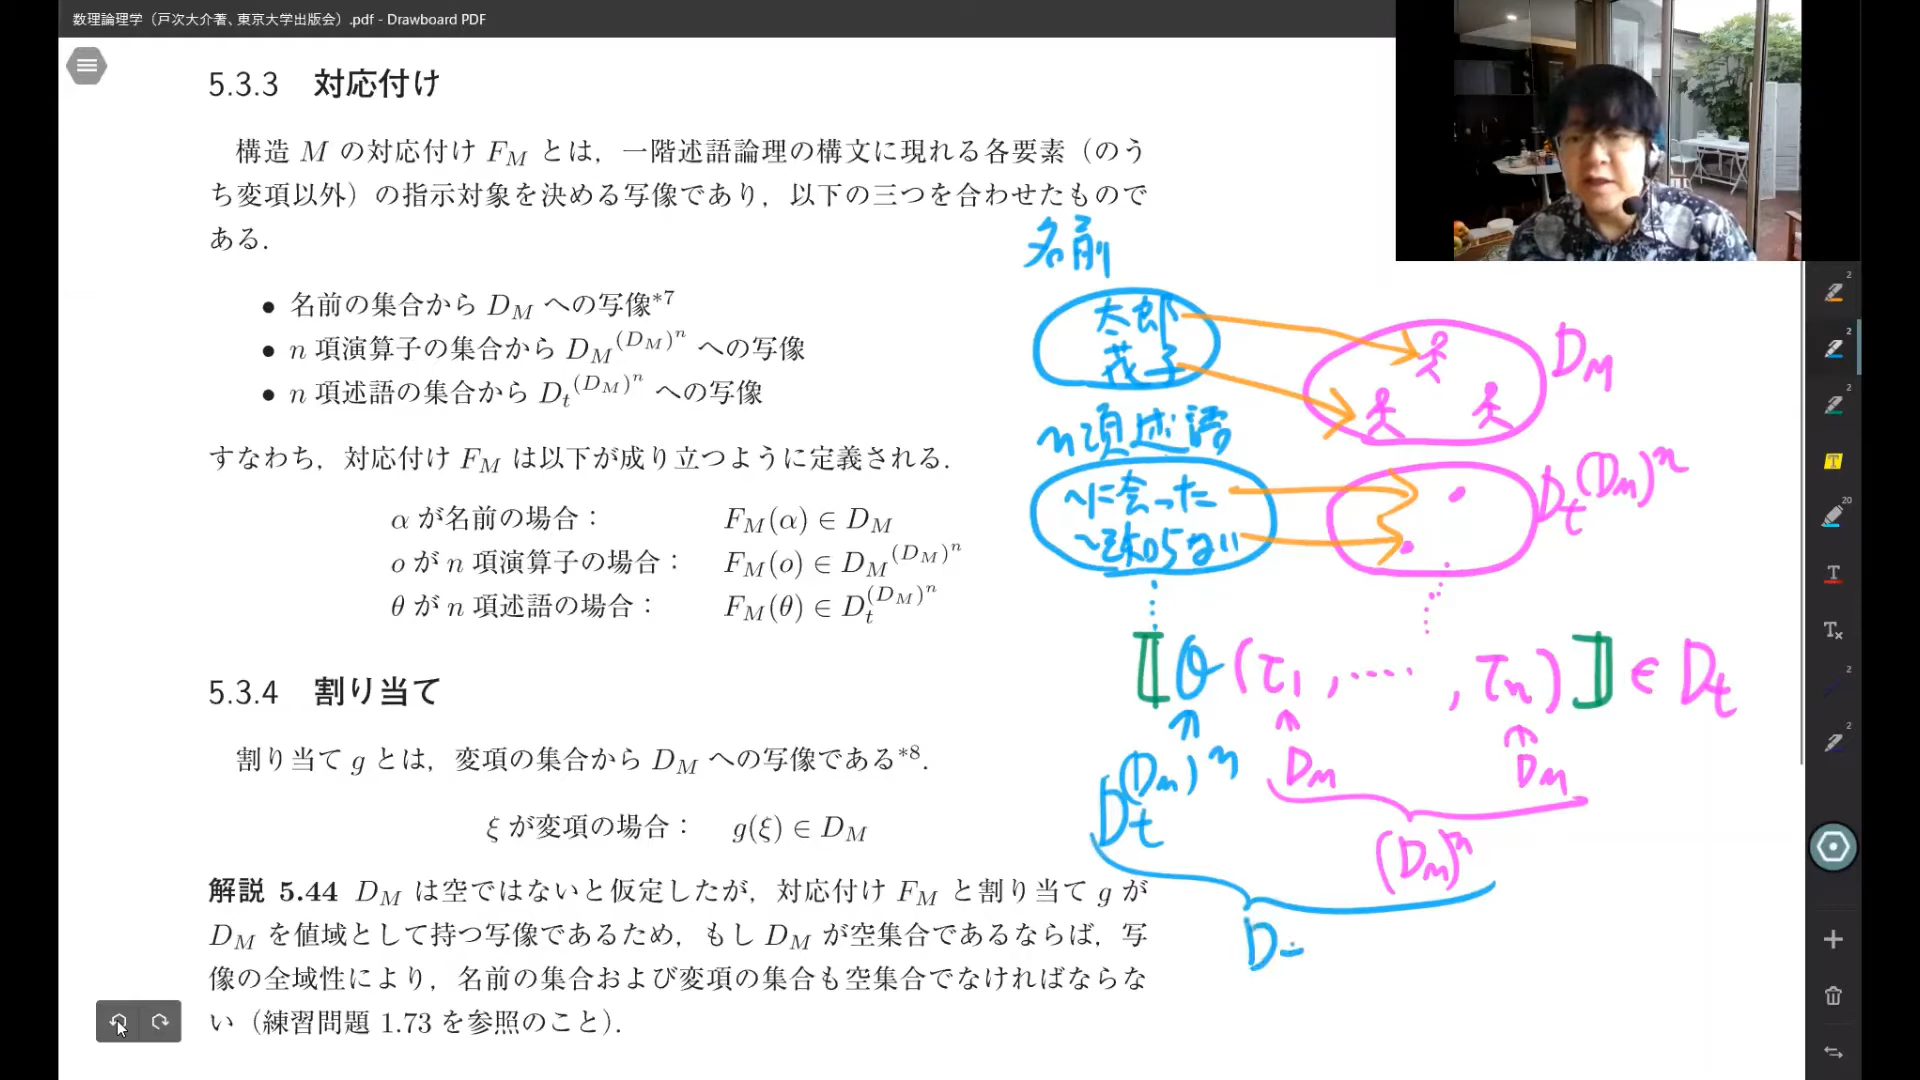 数理論理学（戸次大介著、東京大学出版会）.pdf - Drawboard PDF
5.3.3 対応付け
構造 M の対応付け F_M とは，一階述語論理の構文に現れる各要素（のう
ち変項以外）の指示対象を決める写像であり，以下の三つを合わせたもので
ある．
● 名前の集合から D_M への写像*7
● n 項演算子の集合から D_M^{(D_M)^n} への写像
● n 項述語の集合から D_t^{(D_M)^n} への写像
すなわち，対応付け F_M は以下が成り立つように定義される．
α が名前の場合： F_M(α) ∈ D_M
o が n 項演算子の場合： F_M(o) ∈ D_M^{(D_M)^n}
θ が n 項述語の場合： F_M(θ) ∈ D_t^{(D_M)^n}
5.3.4 割り当て
割り当て g とは，変項の集合から D_M への写像である*8．
ξ が変項の場合： g(ξ) ∈ D_M
解説 5.44 D_M は空ではないと仮定したが，対応付け F_M と割り当て g が
D_M を値域として持つ写像であるため，もし D_M が空集合であるならば，写
像の全域性により，名前の集合および変項の集合も空集合でなければならな
い（練習問題 1.73 を参照のこと）．
名前
太郎
花子
D_M
n項述語
〜に会った
〜を知らない
D_t^{(D_M)^n}
⟦θ(τ_1, ..... , τ_n)⟧ ∈ D_t
D_t^{(D_M)^n}
D_M
D_M
(D_M)^n
D
2
2
2
T
20
T
Tx
2
2